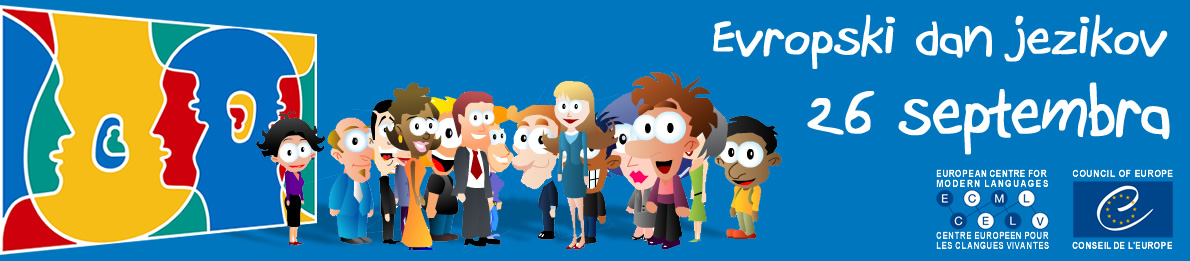 Evropski dan jezikov
26 septembra
EUROPEAN CENTRE FOR
MODERN LANGUAGES
E C M L
C E L V
CENTRE EUROPEEN POUR
LES CLANGUES VIVANTES
COUNCIL OF EUROPE
CONSEIL DE L'EUROPE